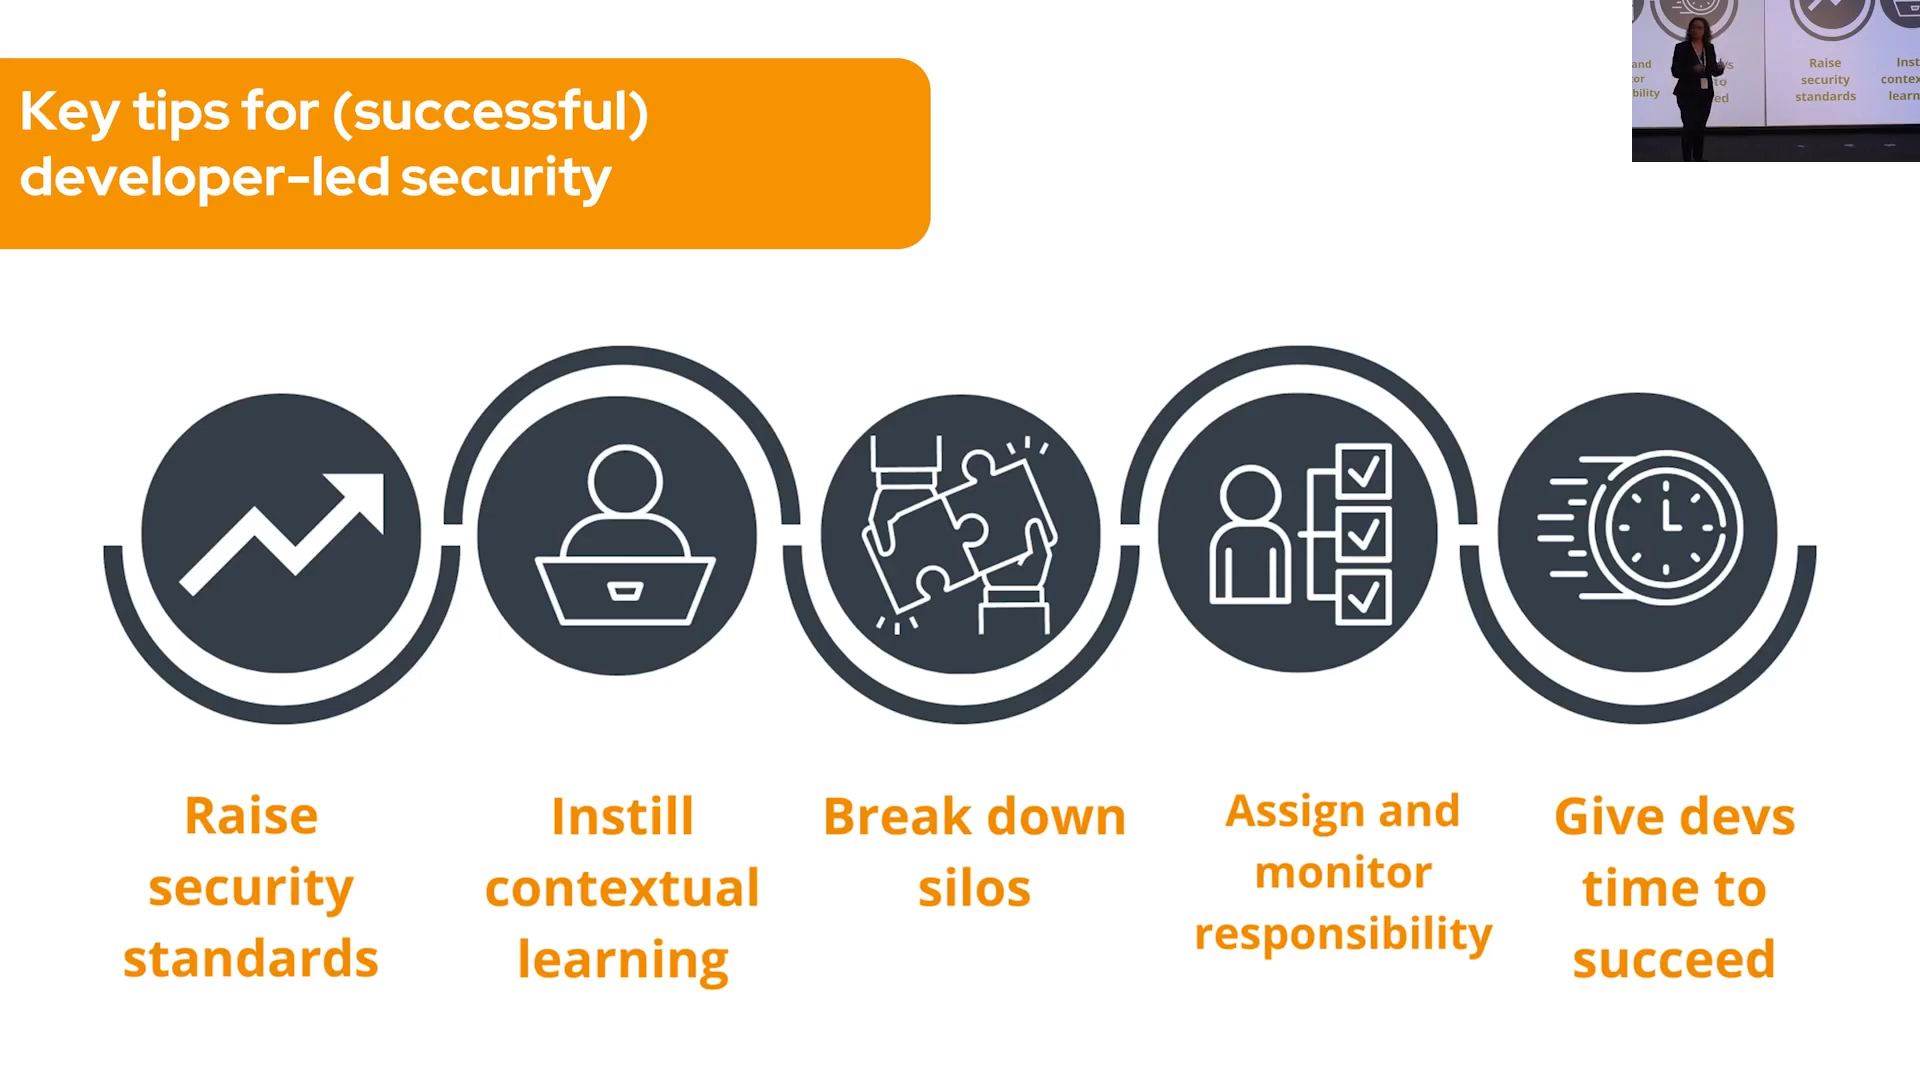 Key tips for (successful)
developer-led security
Raise
security
standards
Instill
contextual
learning
Break down
silos
Assign and
monitor
responsibility
Give devs
time to
succeed
Raise
security
standards